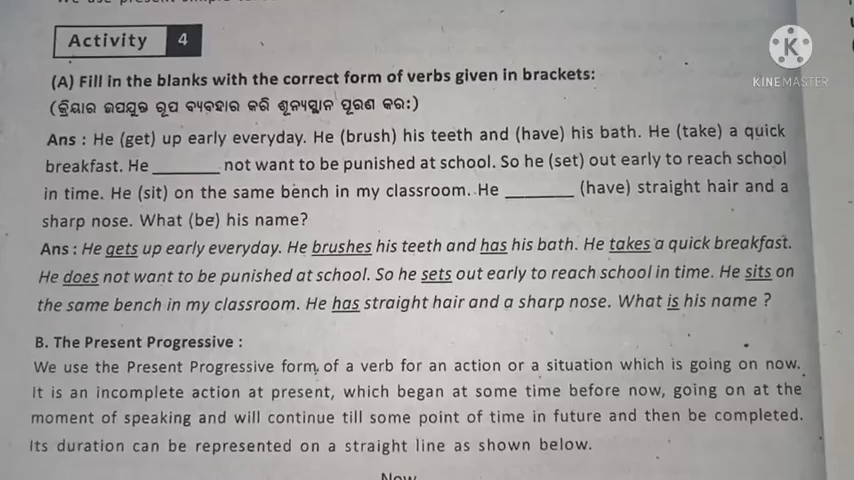 Activity 4
KINEMASTER
(A) Fill in the blanks with the correct form of verbs given in brackets:
(କ୍ରିୟାର ଉପଯୁକ୍ତ ରୂପ ବ୍ୟବହାର କରି ଶୂନ୍ୟସ୍ଥାନ ପୂରଣ କର:)
Ans : He (get) up early everyday. He (brush) his teeth and (have) his bath. He (take) a quick
breakfast. He ________ not want to be punished at school. So he (set) out early to reach school
in time. He (sit) on the same bench in my classroom. He ________ (have) straight hair and a
sharp nose. What (be) his name?
Ans : He gets up early everyday. He brushes his teeth and has his bath. He takes a quick breakfast.
He does not want to be punished at school. So he sets out early to reach school in time. He sits on
the same bench in my classroom. He has straight hair and a sharp nose. What is his name ?
B. The Present Progressive :
We use the Present Progressive form of a verb for an action or a situation which is going on now.
It is an incomplete action at present, which began at some time before now, going on at the
moment of speaking and will continue till some point of time in future and then be completed.
Its duration can be represented on a straight line as shown below.
Now